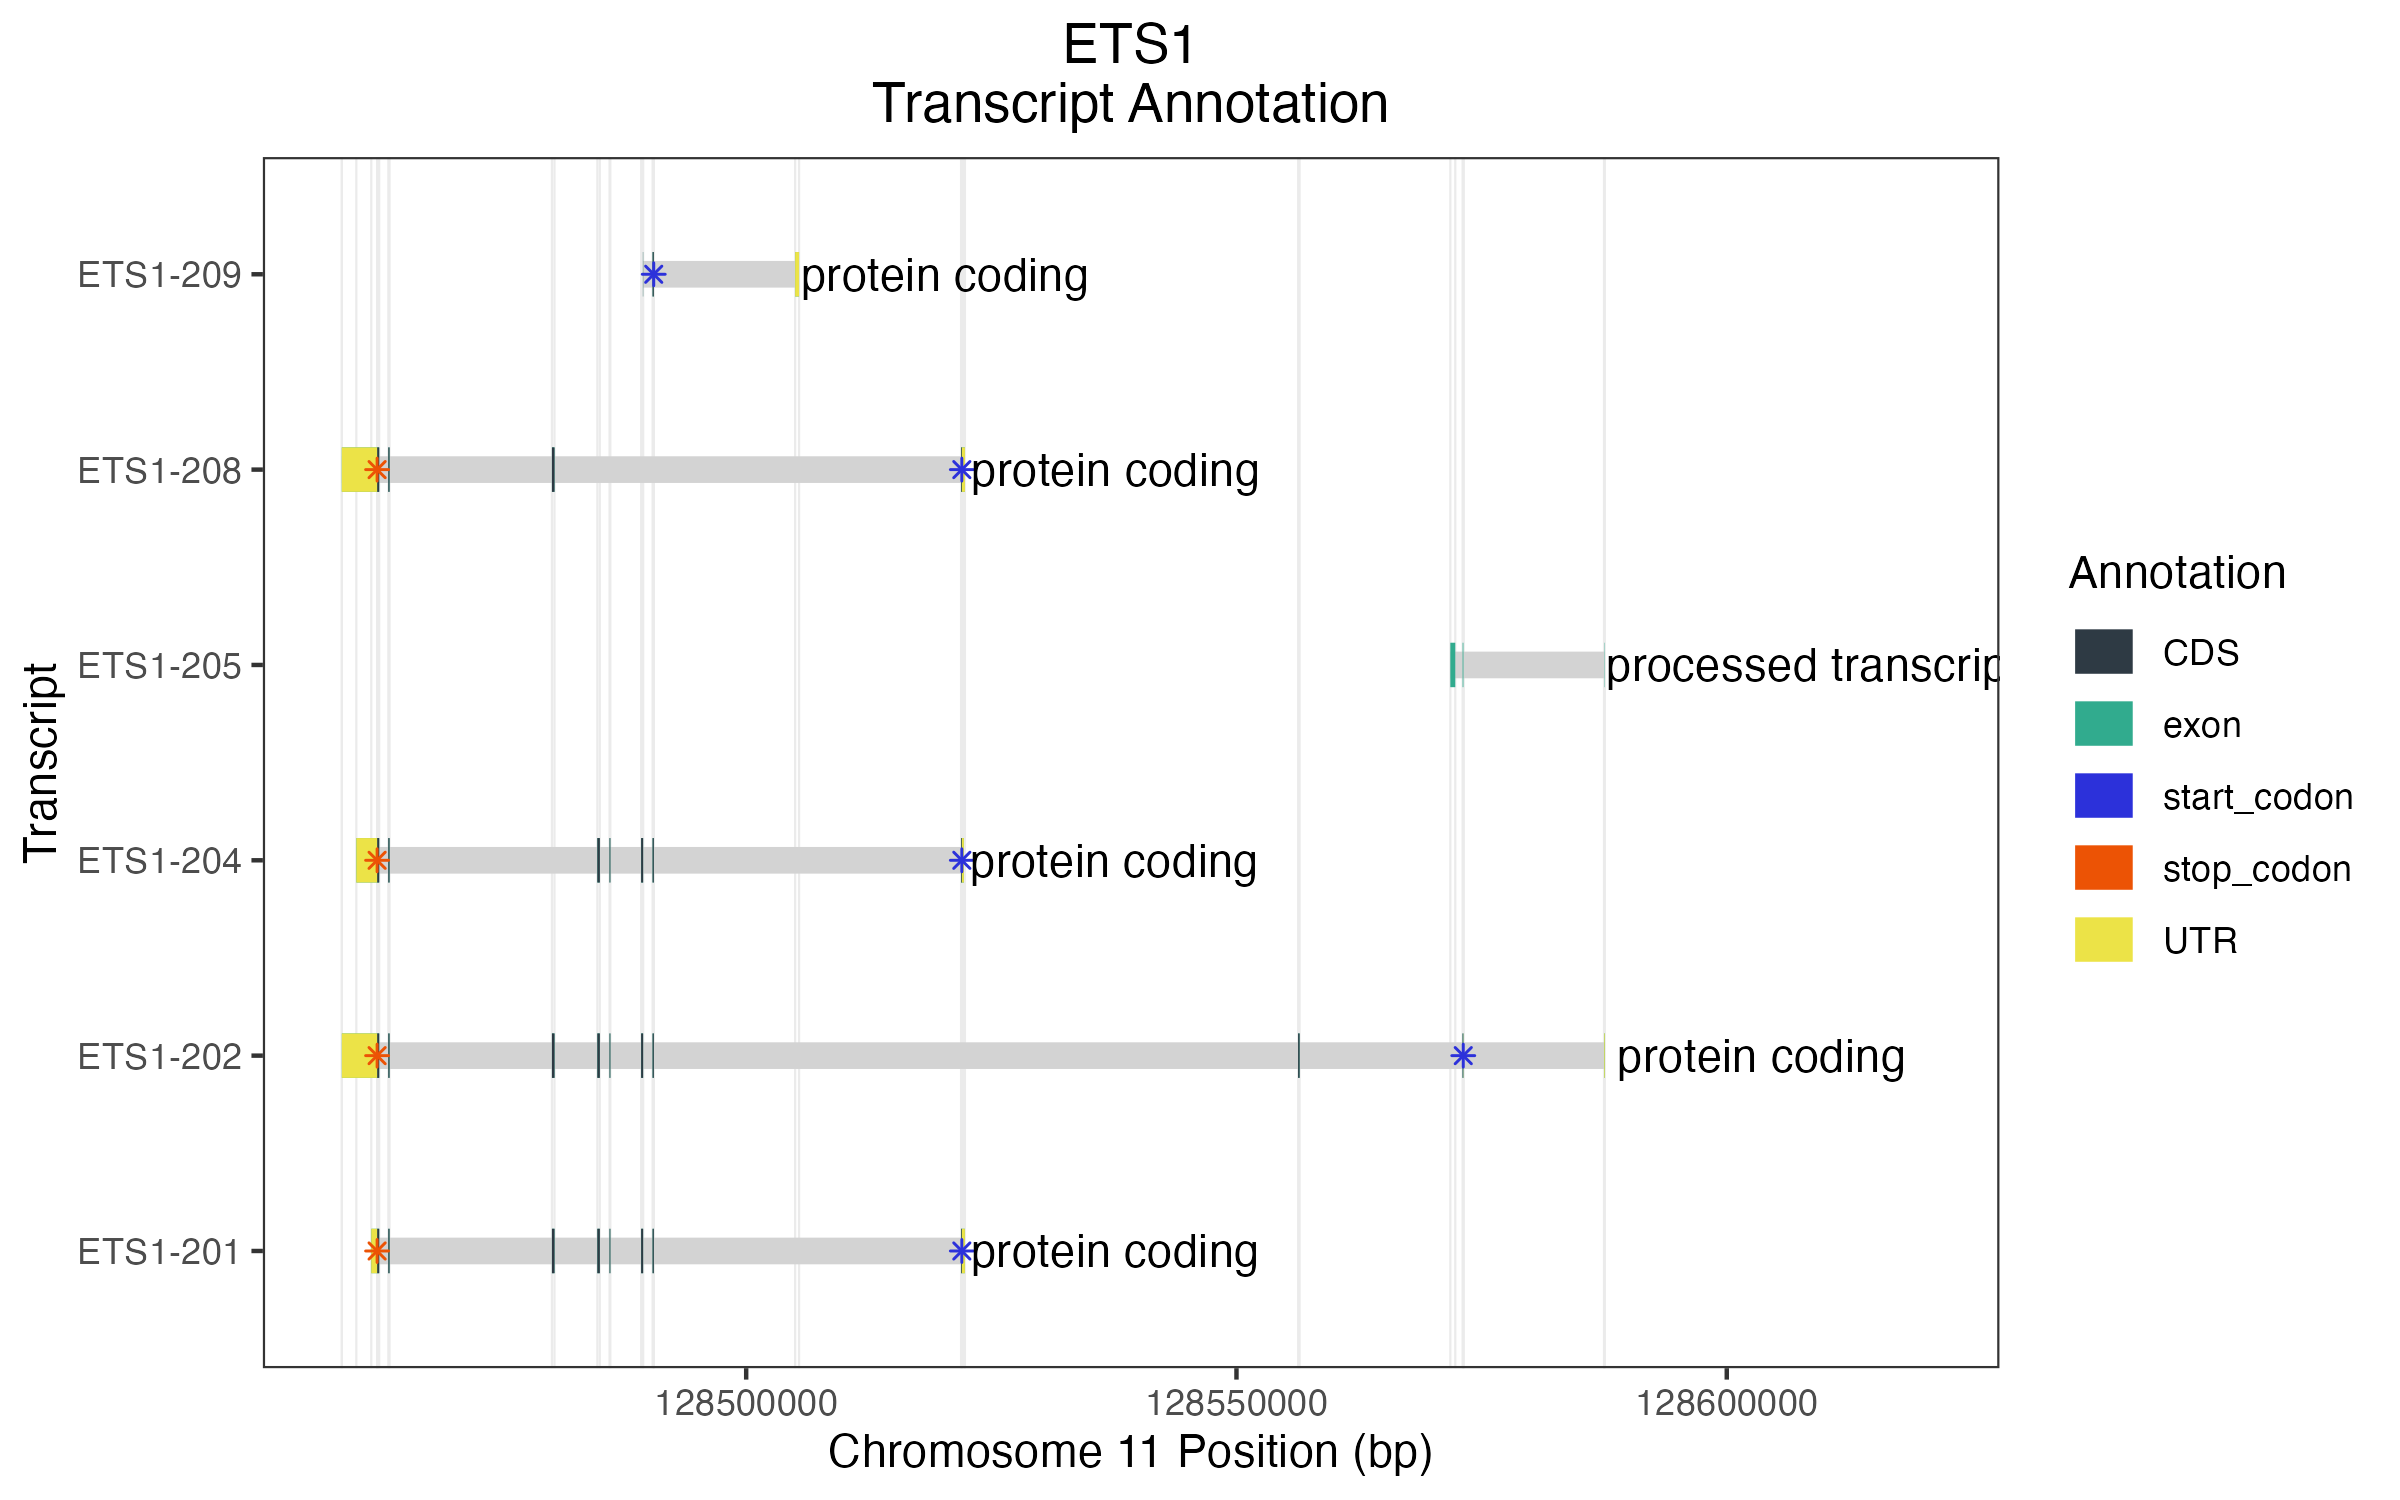 ETS1
Transcript Annotation
ETS1-209
protein coding
ETS1-208
protein coding
ETS1-205
processed transcrip
ETS1-204
protein coding
ETS1-202
protein coding
ETS1-201
protein coding
Transcript
128500000
128550000
128600000
Chromosome 11 Position (bp)
Annotation
CDS
exon
start_codon
stop_codon
UTR